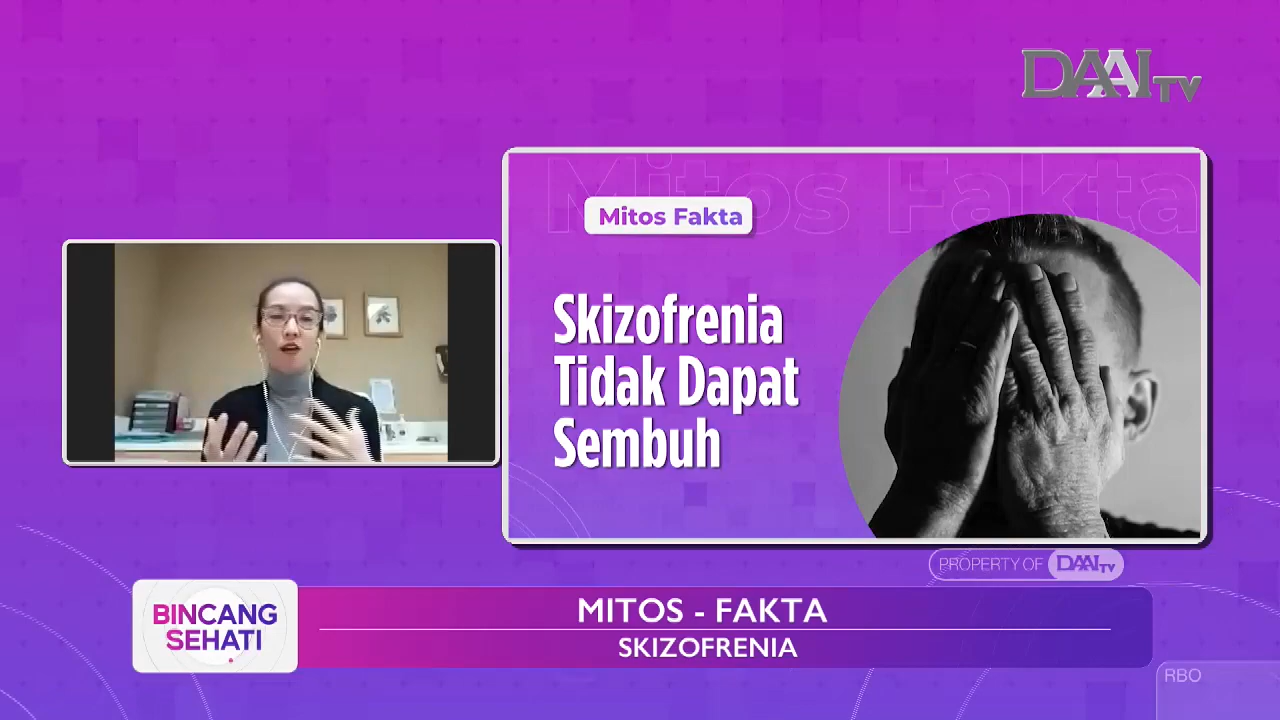 DAAI TV
Mitos Fakta
Mitos Fakta
Skizofrenia
Tidak Dapat
Sembuh
PROPERTY OF DAAI TV
BINCANG
SEHATI
MITOS - FAKTA
SKIZOFRENIA
RBO